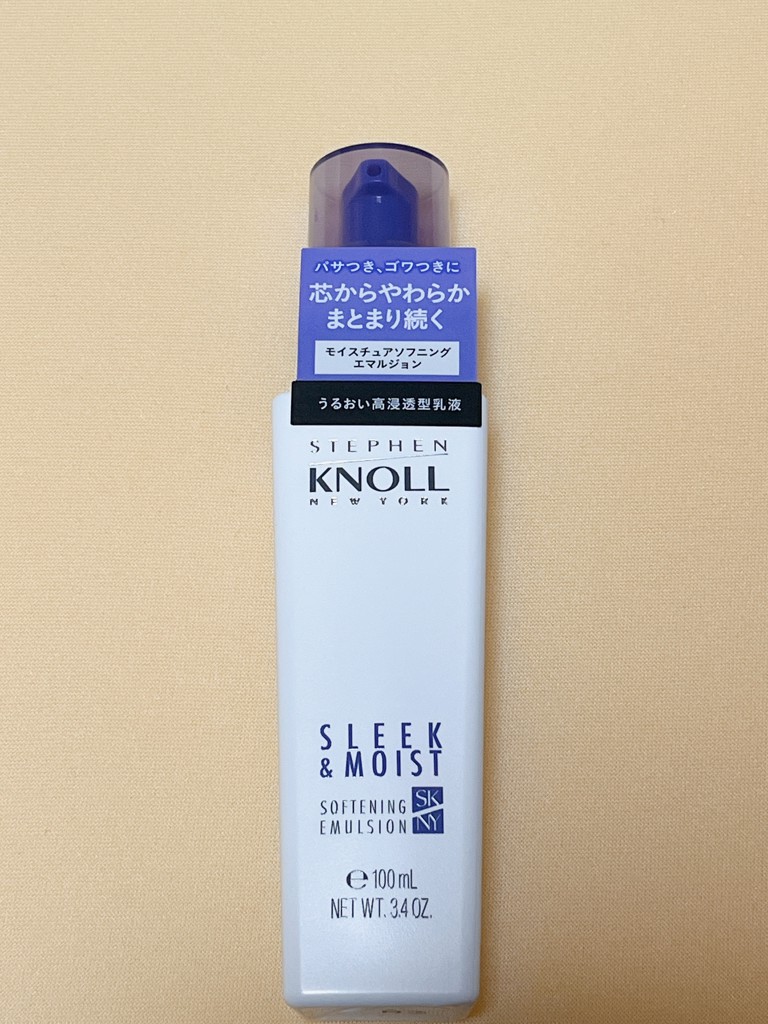 パサつき、ゴワつきに
芯からやわらか
まとまり続く
モイスチュアソフニング
エマルジョン
うるおい高浸透型乳液
STEPHEN
KNOLL
NEW YORK
SLEEK
& MOIST
SOFTENING
EMULSION
SK
NY
℮ 100 mL
NET WT. 3.4 OZ.